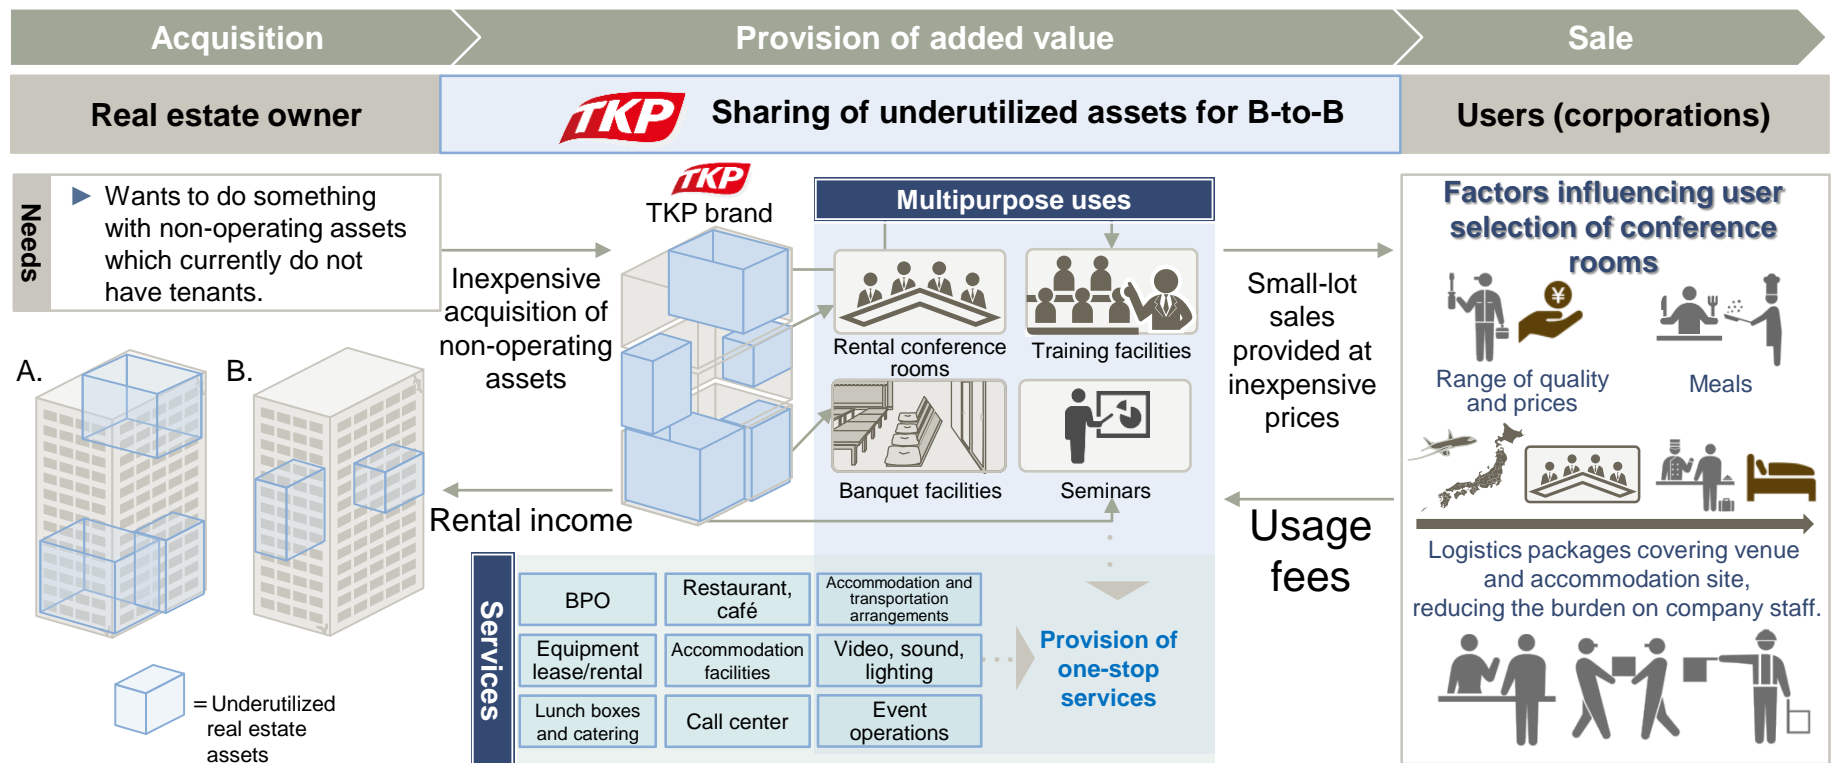 Acquisition
Provision of added value
Sale
Real estate owner
TKP
Sharing of underutilized assets for B-to-B
Users (corporations)
Needs
► Wants to do something
with non-operating assets
which currently do not
have tenants.
A.
B.
= Underutilized
real estate
assets
Inexpensive
acquisition of
non-operating
assets
Rental income
TKP
TKP brand
Multipurpose uses
Rental conference
rooms
Training facilities
Banquet facilities
Seminars
Services
BPO
Restaurant,
café
Accommodation and
transportation
arrangements
Equipment
lease/rental
Accommodation
facilities
Video, sound,
lighting
Lunch boxes
and catering
Call center
Event
operations
Provision of
one-stop
services
Small-lot
sales
provided at
inexpensive
prices
Usage
fees
Factors influencing user
selection of conference
rooms
¥
Range of quality
and prices
Meals
Logistics packages covering venue
and accommodation site,
reducing the burden on company staff.